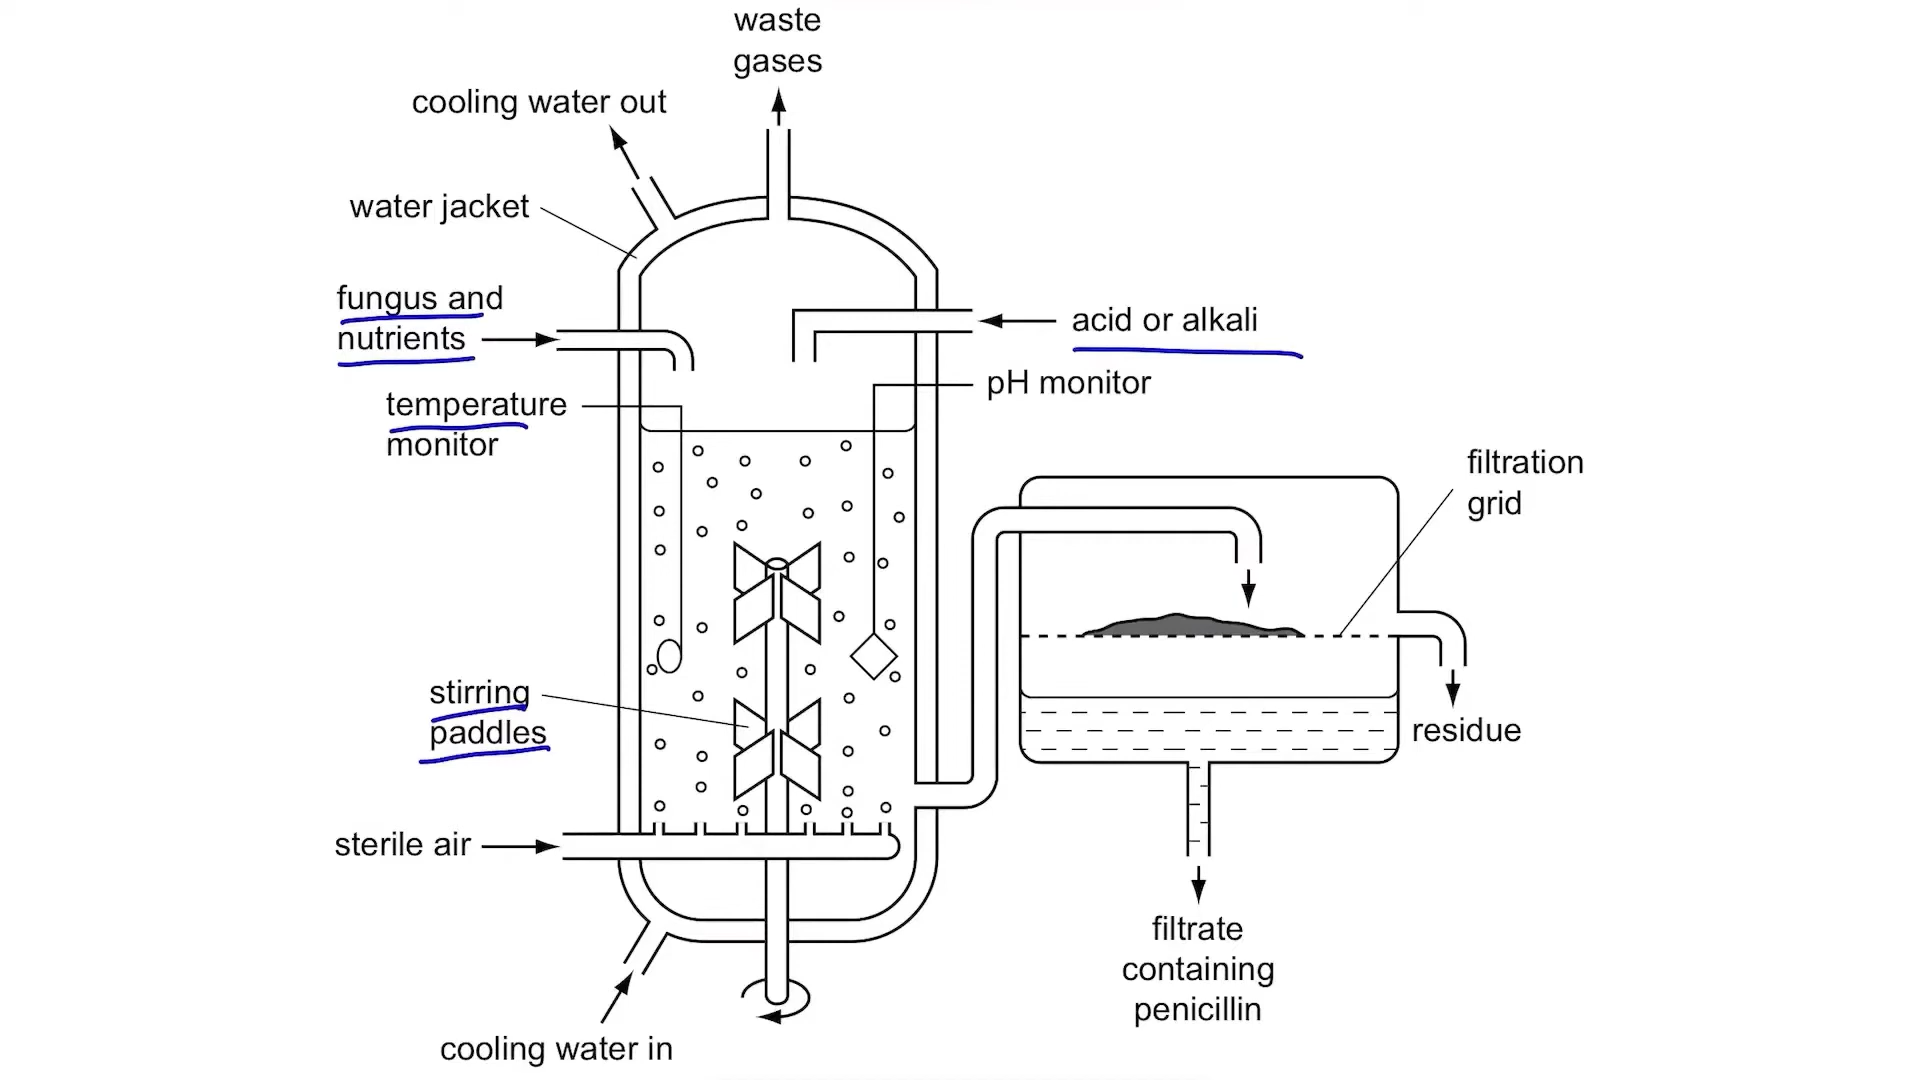 waste
gases
cooling water out
water jacket
fungus and
nutrients
acid or alkali
pH monitor
temperature
monitor
filtration
grid
stirring
paddles
residue
sterile air
filtrate
containing
penicillin
cooling water in